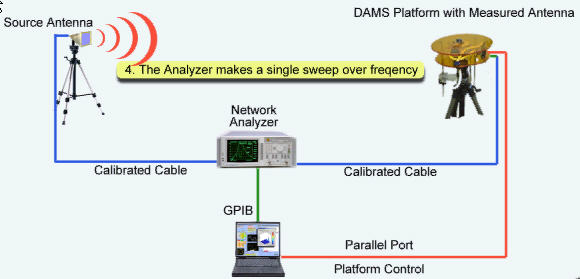 Source Antenna
DAMS Platform with Measured Antenna
4. The Analyzer makes a single sweep over freqency
Network
Analyzer
Calibrated Cable
Calibrated Cable
GPIB
Parallel Port
Platform Control